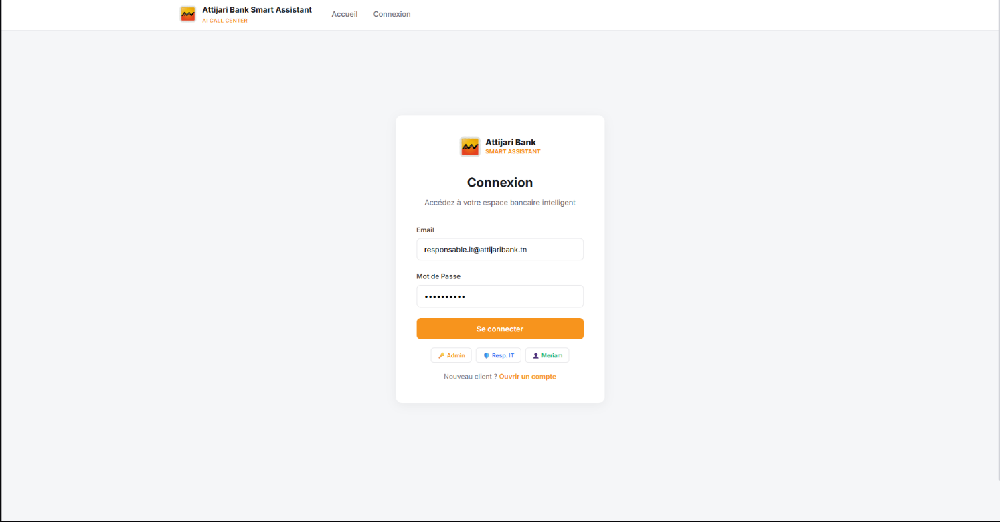 Attijari Bank Smart Assistant
AI CALL CENTER
Accueil
Connexion
Attijari Bank
SMART ASSISTANT
Connexion
Accédez à votre espace bancaire intelligent
Email
responsable.it@attijaribank.tn
Mot de Passe
••••••••••
Se connecter
Admin
Resp. IT
Meriam
Nouveau client ? Ouvrir un compte